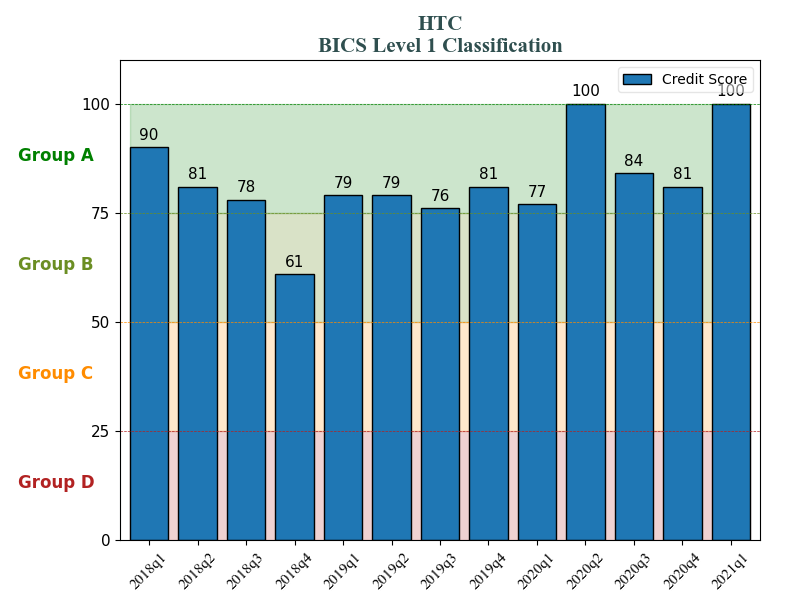 HTC
BICS Level 1 Classification
Credit Score
100
75
50
25
0
Group A
Group B
Group C
Group D
90
81
78
61
79
79
76
81
77
100
84
81
100
2018q1
2018q2
2018q3
2018q4
2019q1
2019q2
2019q3
2019q4
2020q1
2020q2
2020q3
2020q4
2021q1